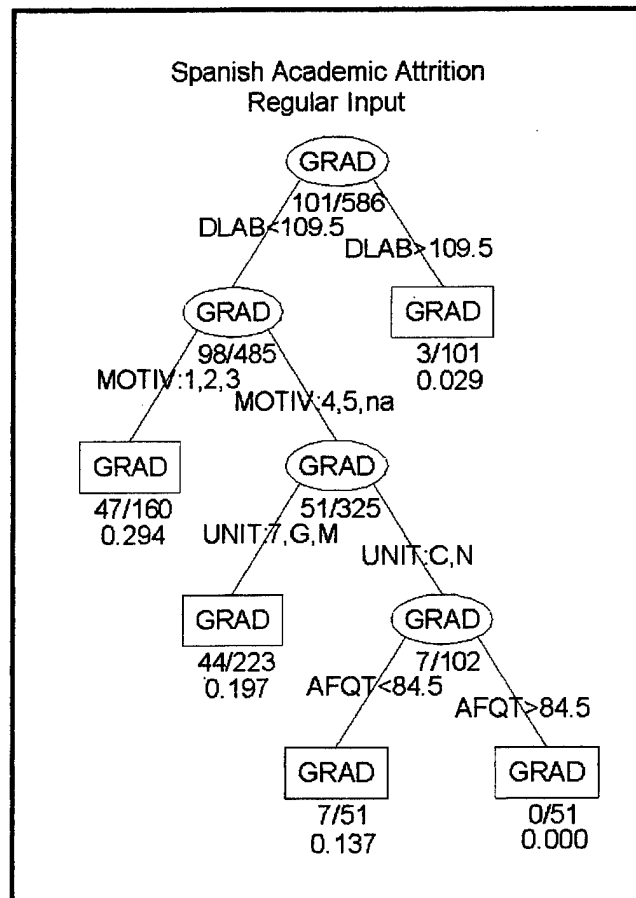 Spanish Academic Attrition
Regular Input
GRAD
101/586
DLAB<109.5
DLAB>109.5
GRAD
98/485
GRAD
3/101
0.029
MOTIV:1,2,3
MOTIV:4,5,na
GRAD
47/160
0.294
GRAD
51/325
UNIT:7,G,M
UNIT:C,N
GRAD
44/223
0.197
GRAD
7/102
AFQT<84.5
AFQT>84.5
GRAD
7/51
0.137
GRAD
0/51
0.000